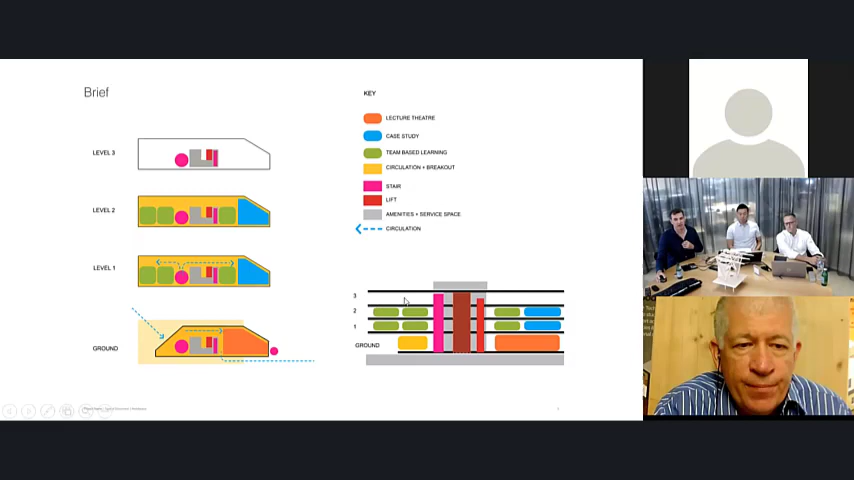 Brief
KEY
LECTURE THEATRE
CASE STUDY
TEAM BASED LEARNING
CIRCULATION + BREAKOUT
STAIR
LIFT
AMENITIES + SERVICE SPACE
CIRCULATION
LEVEL 3
LEVEL 2
LEVEL 1
GROUND
3
2
1
GROUND